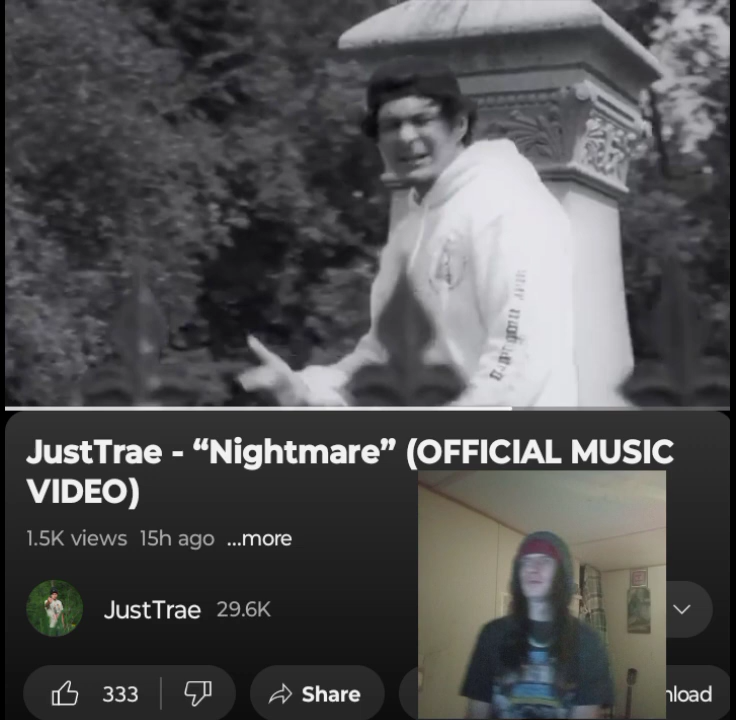 JustTrae - “Nightmare” (OFFICIAL MUSIC
VIDEO)
1.5K views 15h ago ...more
JustTrae 29.6K
333
Share
nload